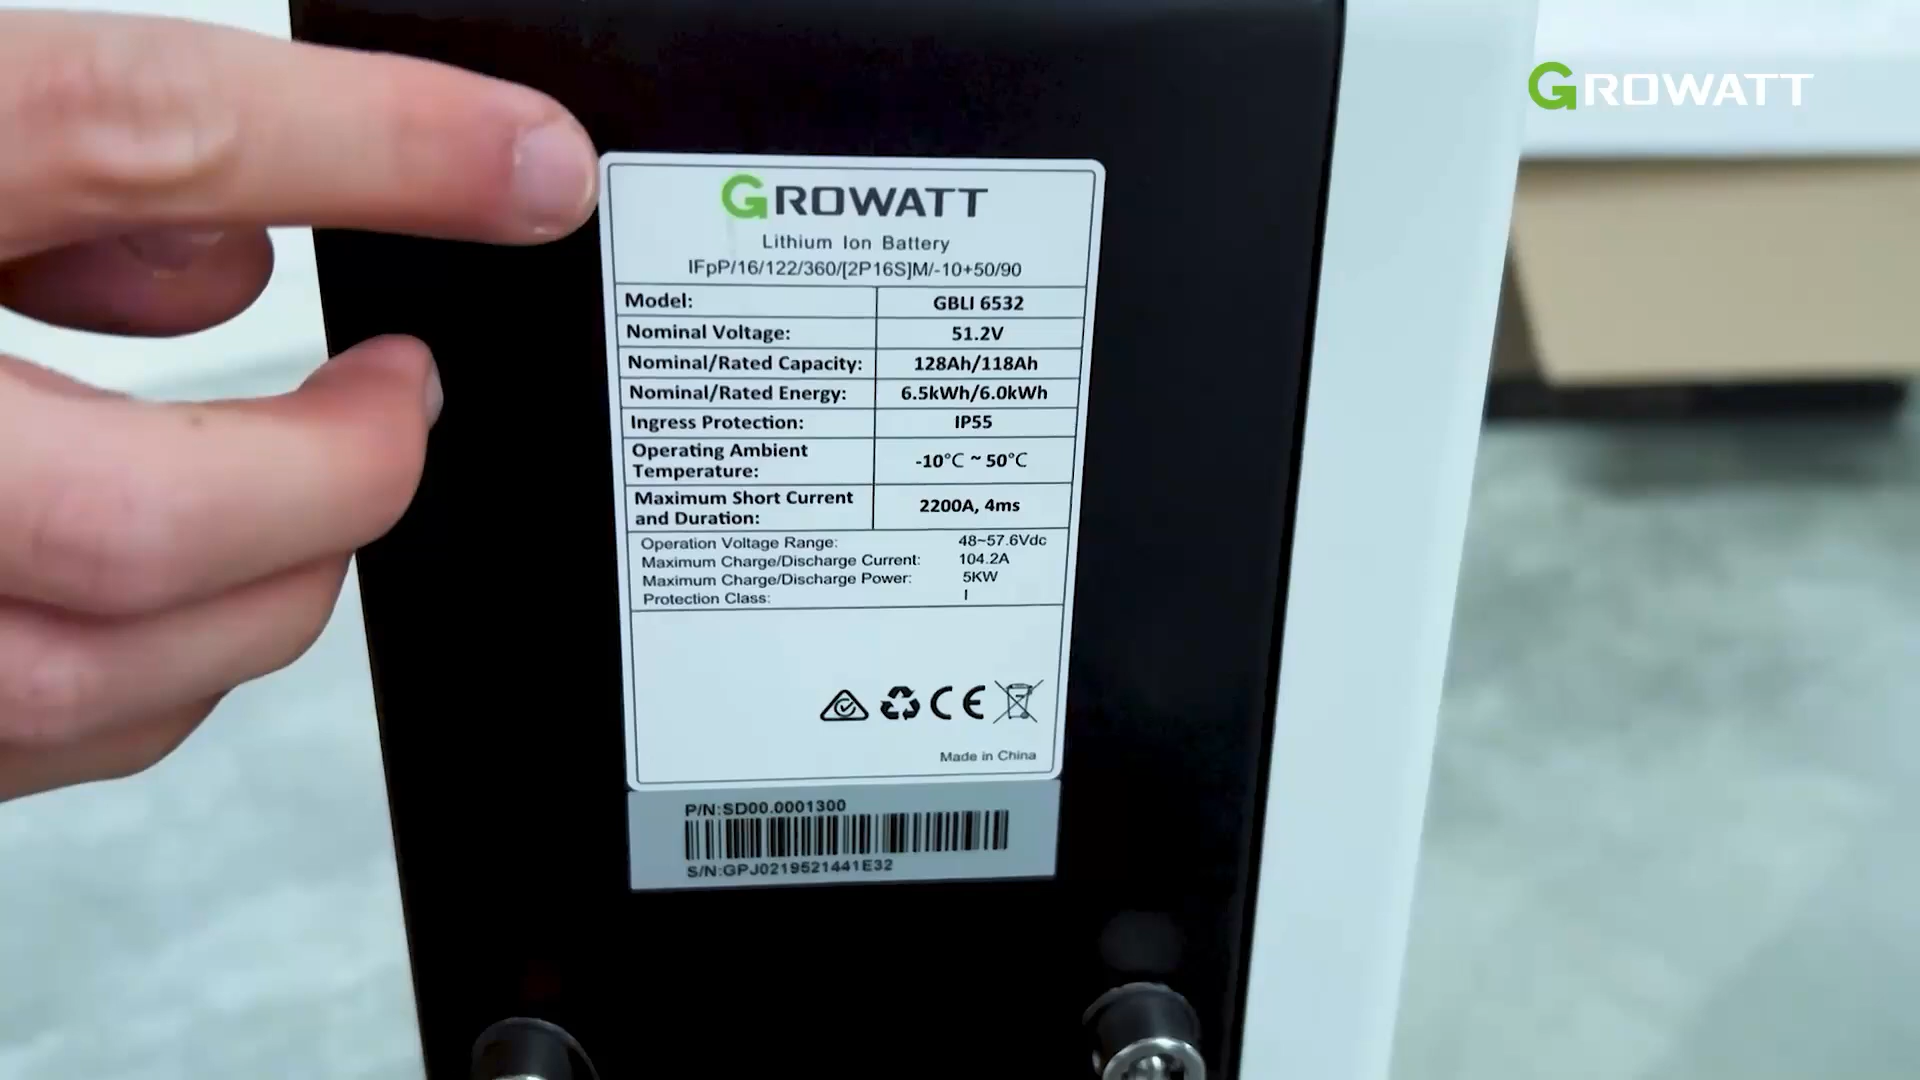 GROWATT
GROWATT
Lithium Ion Battery
IFpP/16/122/360/[2P16S]M/-10+50/90
Model: GBLI 6532
Nominal Voltage: 51.2V
Nominal/Rated Capacity: 128Ah/118Ah
Nominal/Rated Energy: 6.5kWh/6.0kWh
Ingress Protection: IP55
Operating Ambient
Temperature: -10℃ ~ 50℃
Maximum Short Current
and Duration: 2200A, 4ms
Operation Voltage Range: 48~57.6Vdc
Maximum Charge/Discharge Current: 104.2A
Maximum Charge/Discharge Power: 5KW
Protection Class: I
CE
Made in China
P/N:SD00.0001300
S/N:GPJ0219521441E32